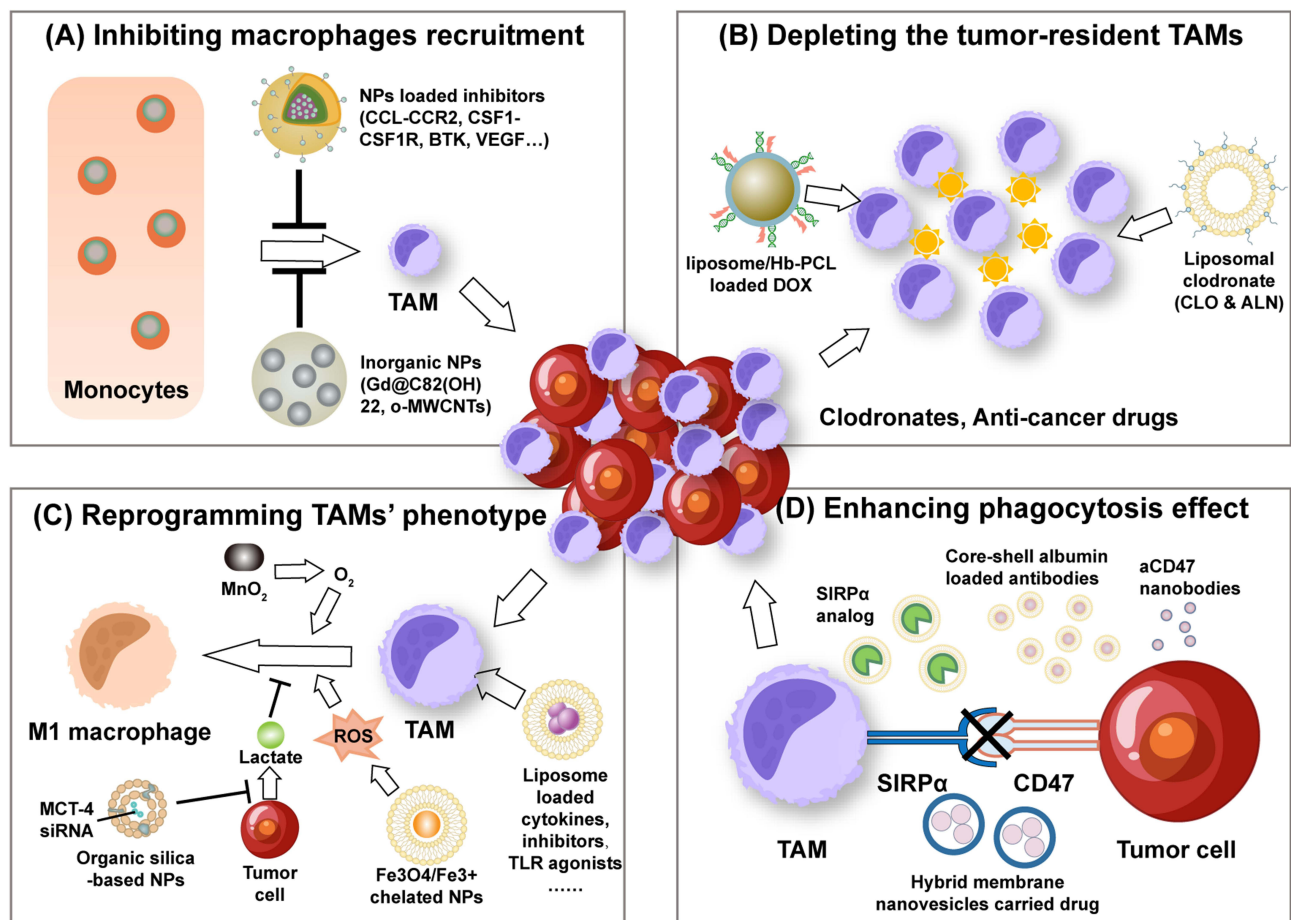 (A) Inhibiting macrophages recruitment
NPs loaded inhibitors
(CCL-CCR2, CSF1-
CSF1R, BTK, VEGF...)
TAM
Monocytes
Inorganic NPs
(Gd@C82(OH)
22, o-MWCNTs)
(B) Depleting the tumor-resident TAMs
liposome/Hb-PCL
loaded DOX
Liposomal
clodronate
(CLO & ALN)
Clodronates, Anti-cancer drugs
(C) Reprogramming TAMs’ phenotype
MnO2
O2
M1 macrophage
TAM
Lactate
ROS
MCT-4
siRNA
Organic silica
-based NPs
Tumor
cell
Fe3O4/Fe3+
chelated NPs
Liposome
loaded
cytokines,
inhibitors,
TLR agonists
......
(D) Enhancing phagocytosis effect
SIRPα
analog
Core-shell albumin
loaded antibodies
aCD47
nanobodies
SIRPα
CD47
TAM
Tumor cell
Hybrid membrane
nanovesicles carried drug